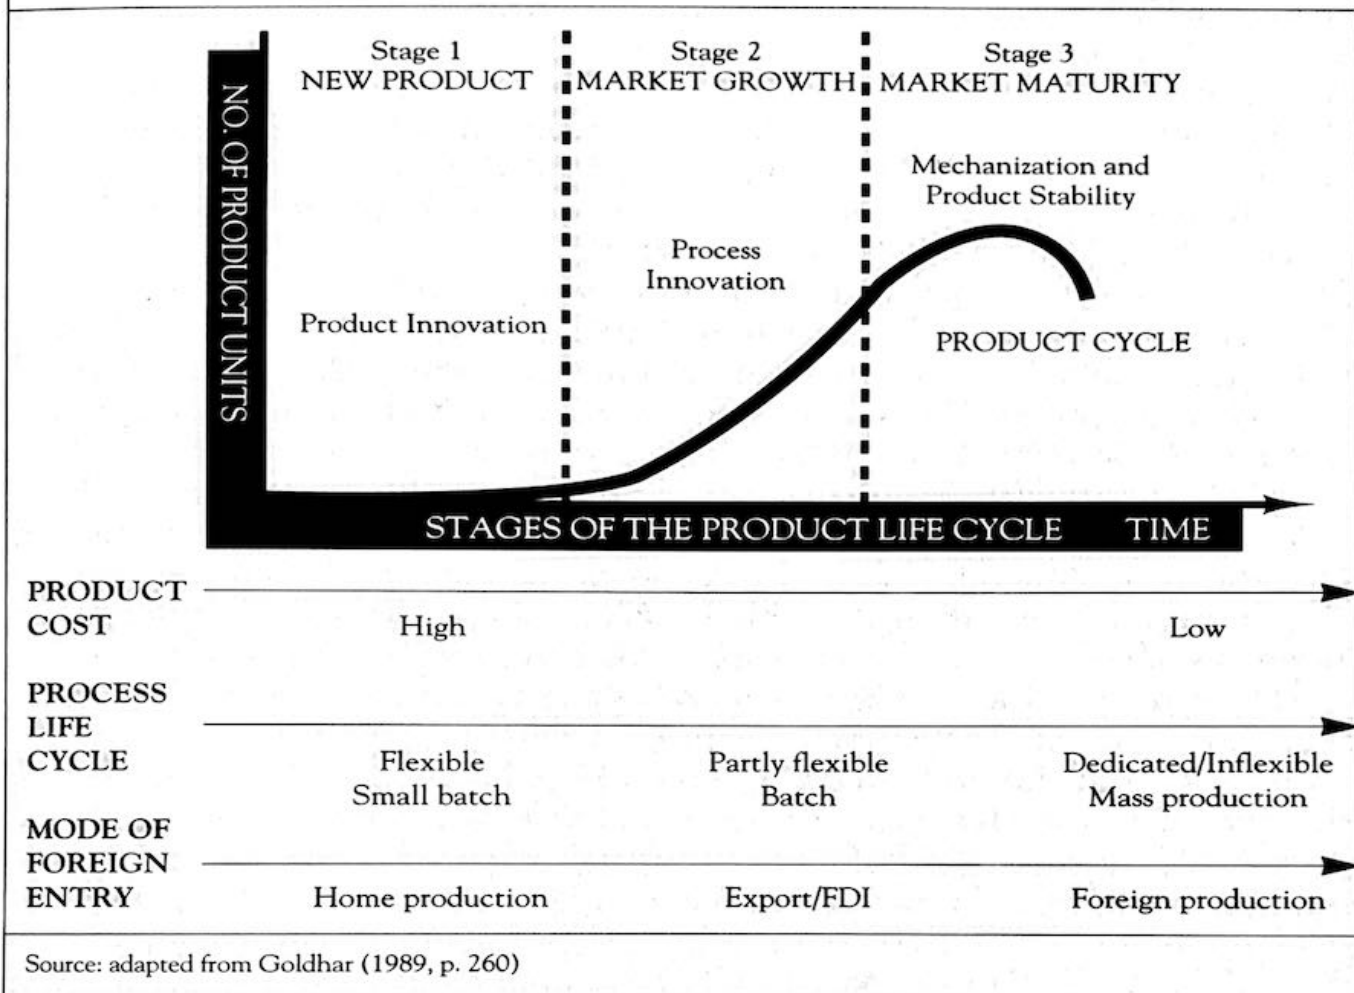 Stage 1
NEW PRODUCT
Stage 2
MARKET GROWTH
Stage 3
MARKET MATURITY
NO. OF PRODUCT UNITS
Mechanization and
Product Stability
Process
Innovation
Product Innovation
PRODUCT CYCLE
STAGES OF THE PRODUCT LIFE CYCLE TIME
PRODUCT
COST
High
Low
PROCESS
LIFE
CYCLE
Flexible
Small batch
Partly flexible
Batch
Dedicated/Inflexible
Mass production
MODE OF
FOREIGN
ENTRY
Home production
Export/FDI
Foreign production
Source: adapted from Goldhar (1989, p. 260)